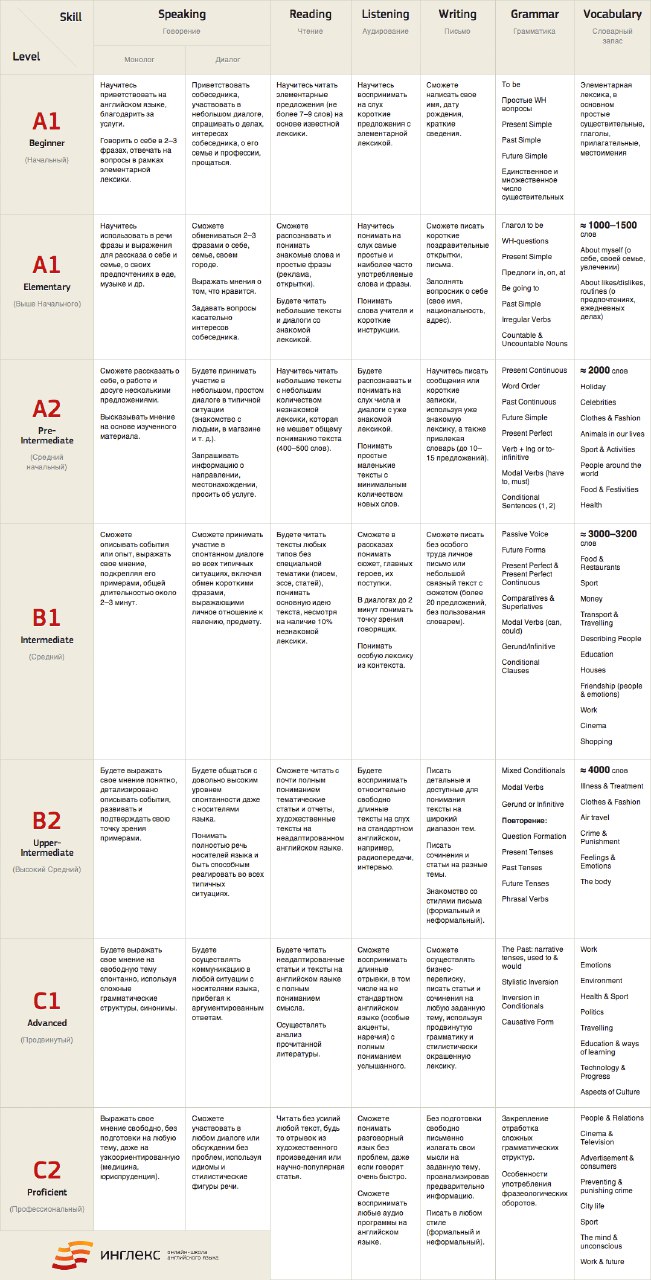 Skill
Level
Speaking
Говорение
Монолог
Диалог
Reading
Чтение
Listening
Аудирование
Writing
Письмо
Grammar
Грамматика
Vocabulary
Словарный
запас
A1
Beginner
(Начальный)
Научитесь
приветствовать на
английском языке,
благодарить за
услуги.
Говорить о себе в 2–3
фразах, отвечать на
вопросы в рамках
элементарной
лексики.
Приветствовать
собеседника,
участвовать в
небольшом диалоге,
спрашивать о делах,
интересах
собеседника, о его
семье и профессии,
прощаться.
Научитесь читать
элементарные
предложения (не
более 7–9 слов) на
основе известной
лексики.
Научитесь
воспринимать
на слух
короткие
предложения с
элементарной
лексикой.
Сможете
написать свое
имя, дату
рождения,
краткие
сведения.
To be
Простые WH
вопросы
Present Simple
Past Simple
Future Simple
Единственное и
множественное
число
существительных
Элементарная
лексика, в
основном
простые
существительные,
глаголы,
прилагательные,
местоимения
A1
Elementary
(Выше Начального)
Научитесь
использовать в речи
фразы и выражения
для рассказа о себе и
семье, о своих
предпочтениях в еде,
музыке и др.
Сможете
обмениваться 2–3
фразами о себе,
семье, своем
городе.
Выражать мнения о
том, что нравится.
Задавать вопросы
касательно
интересов
собеседника.
Сможете
распознавать и
понимать
знакомые слова и
простые фразы
(реклама,
открытки).
Будете читать
небольшие тексты
и диалоги со
знакомой
лексикой.
Научитесь
понимать на
слух самые
простые и
наиболее часто
употребляемые
слова и фразы.
Понимать
слова учителя и
короткие
инструкции.
Сможете писать
короткие
поздравительные
открытки,
письма.
Заполнять
вопросник о себе
(свое имя,
национальность,
адрес).
Глагол to be
WH-questions
Present Simple
Предлоги in, on, at
Be going to
Past Simple
Irregular Verbs
Countable &
Uncountable Nouns
≈ 1000–1500
слов
About myself (о
себе, своей семье,
увлечении)
About likes/dislikes,
routines (о
предпочтениях,
ежедневных
делах)
A2
Pre-
Intermediate
(Средний
начальный)
Сможете рассказать о
себе, о работе и
досуге несколькими
предложениями.
Высказывать мнение
на основе изученного
материала.
Будете принимать
участие в
небольшом, простом
диалоге в типичной
ситуации
(знакомство с
людьми, в магазине
и т. д.).
Запрашивать
информацию о
направлении,
местонахождении,
просить об услуге.
Научитесь читать
небольшие тексты
с небольшим
количеством
незнакомой
лексики, которая
не мешает общему
пониманию текста
(400–500 слов).
Будете
распознавать и
понимать на
слух числа и
диалоги с уже
знакомой
лексикой.
Понимать
простые
маленькие
тексты с
минимальным
количеством
новых слов.
Научитесь писать
сообщения или
короткие
записки,
используя уже
знакомую
лексику, а также
привлекая
словарь (до 10–
15 предложений).
Present Continuous
Word Order
Past Continuous
Future Simple
Present Perfect
Verb + ing or to-
infinitive
Modal Verbs (have
to, must)
Conditional
Sentences (1, 2)
≈ 2000 слов
Holiday
Celebrities
Clothes & Fashion
Animals in our lives
Sport & Activities
People around the
world
Food & Festivities
Health
B1
Intermediate
(Средний)
Сможете
описывать события
или опыт, выражать
свое мнение,
подкрепляя его
примерами, общей
длительностью около
2–3 минут.
Сможете принимать
участие в
спонтанном диалоге
во всех типичных
ситуациях, включая
обмен короткими
фразами,
выражающими
личное отношение к
явлению, предмету.
Будете читать
тексты любых
типов без
специальной
тематики (писем,
эссе, статей),
понимать
основную идею
текста, несмотря
на наличие 10%
незнакомой
лексики.
Сможете в
рассказах
понимать
сюжет, главных
героев, их
поступки.
В диалогах до 2
минут понимать
точку зрения
говорящих.
Понимать
особую лексику
из контекста.
Сможете писать
без особого
труда личное
письмо или
небольшой
связный текст с
сюжетом (более
20 предложений,
без пользования
словарем).
Passive Voice
Future Forms
Present Perfect &
Present Perfect
Continuous
Comparatives &
Superlatives
Modal Verbs (can,
could)
Gerund/Infinitive
Conditional
Clauses
≈ 3000–3200
слов
Food &
Restaurants
Sport
Money
Transport &
Travelling
Describing People
Education
Houses
Friendship (people
& emotions)
Work
Cinema
Shopping
B2
Upper-
Intermediate
(Высокий Средний)
Будете выражать
свое мнение понятно,
детализировано
описывать события,
развивать и
подтверждать свою
точку зрения
примерами.
Будете общаться с
довольно высоким
уровнем
спонтанности даже
с носителями
языка.
Понимать
полностью речь
носителей языка и
быть способным
реагировать во всех
типичных
ситуациях.
Сможете читать с
почти полным
пониманием
тематические
статьи и отчеты,
художественные
тексты на
неадаптированном
английском языке.
Будете
воспринимать
относительно
свободно
длинные
тексты на слух
на стандартном
английском,
например,
радиопередачи,
интервью.
Писать
детальные и
доступные для
понимания
тексты на
широкий
диапазон тем.
Писать
сочинения и
статьи на разные
темы.
Знакомство со
стилями письма
(формальный и
неформальный).
Mixed Conditionals
Modal Verbs
Gerund or Infinitive
Повторение:
Question Formation
Present Tenses
Past Tenses
Future Tenses
Phrasal Verbs
≈ 4000 слов
Illness & Treatment
Clothes & Fashion
Air travel
Crime &
Punishment
Feelings &
Emotions
The body
C1
Advanced
(Продвинутый)
Будете выражать
свое мнение на
свободную тему
спонтанно, используя
сложные
грамматические
структуры, синонимы.
Будете
осуществлять
коммуникацию в
любой ситуации с
носителями языка,
прибегая к
аргументированным
ответам.
Будете читать
неадаптированные
статьи и тексты на
английском языке
с полным
пониманием
смысла.
Осуществлять
анализ
прочитанной
литературы.
Сможете
воспринимать
длинные
отрывки, в том
числе на не
стандартном
английском
языке (особые
акценты,
наречия) с
полным
пониманием
услышанного.
Сможете
осуществлять
бизнес-
переписку,
писать статьи и
сочинения на
любую заданную
тему, используя
продвинутую
грамматику и
стилистически
окрашенную
лексику.
The Past: narrative
tenses, used to &
would
Stylistic Inversion
Inversion in
Conditionals
Causative Form
Work
Emotions
Environment
Health & Sport
Politics
Travelling
Education & ways
of learning
Technology &
Progress
Aspects of Culture
C2
Proficient
(Профессиональный)
Выражать свое
мнение свободно, без
подготовки на любую
тему, даже на
узкоориентированную
(медицина,
юриспруденция).
Сможете
участвовать в
любом диалоге или
обсуждении без
проблем, используя
идиомы и
стилистические
фигуры речи.
Читать без усилий
любой текст, будь
то отрывок из
художественного
произведения или
научно-популярная
статья.
Сможете
понимать
разговорный
язык без
проблем, даже
если говорят
очень быстро.
Сможете
воспринимать
любые аудио
программы на
английском
языке.
Без подготовки
свободно
письменно
излагать свои
мысли на
заданную тему,
проанализировав
предварительно
информацию.
Писать в любом
стиле
(формальный и
неформальный).
Закрепление
отработка
сложных
грамматических
структур.
Особенности
употребления
фразеологических
оборотов.
People & Relations
Cinema &
Television
Advertisement &
consumers
Preventing &
punishing crime
City life
Sport
The mind &
unconscious
Work & future
ИНГЛЕКС
ОНЛАЙН-ШКОЛА
АНГЛИЙСКОГО ЯЗЫКА